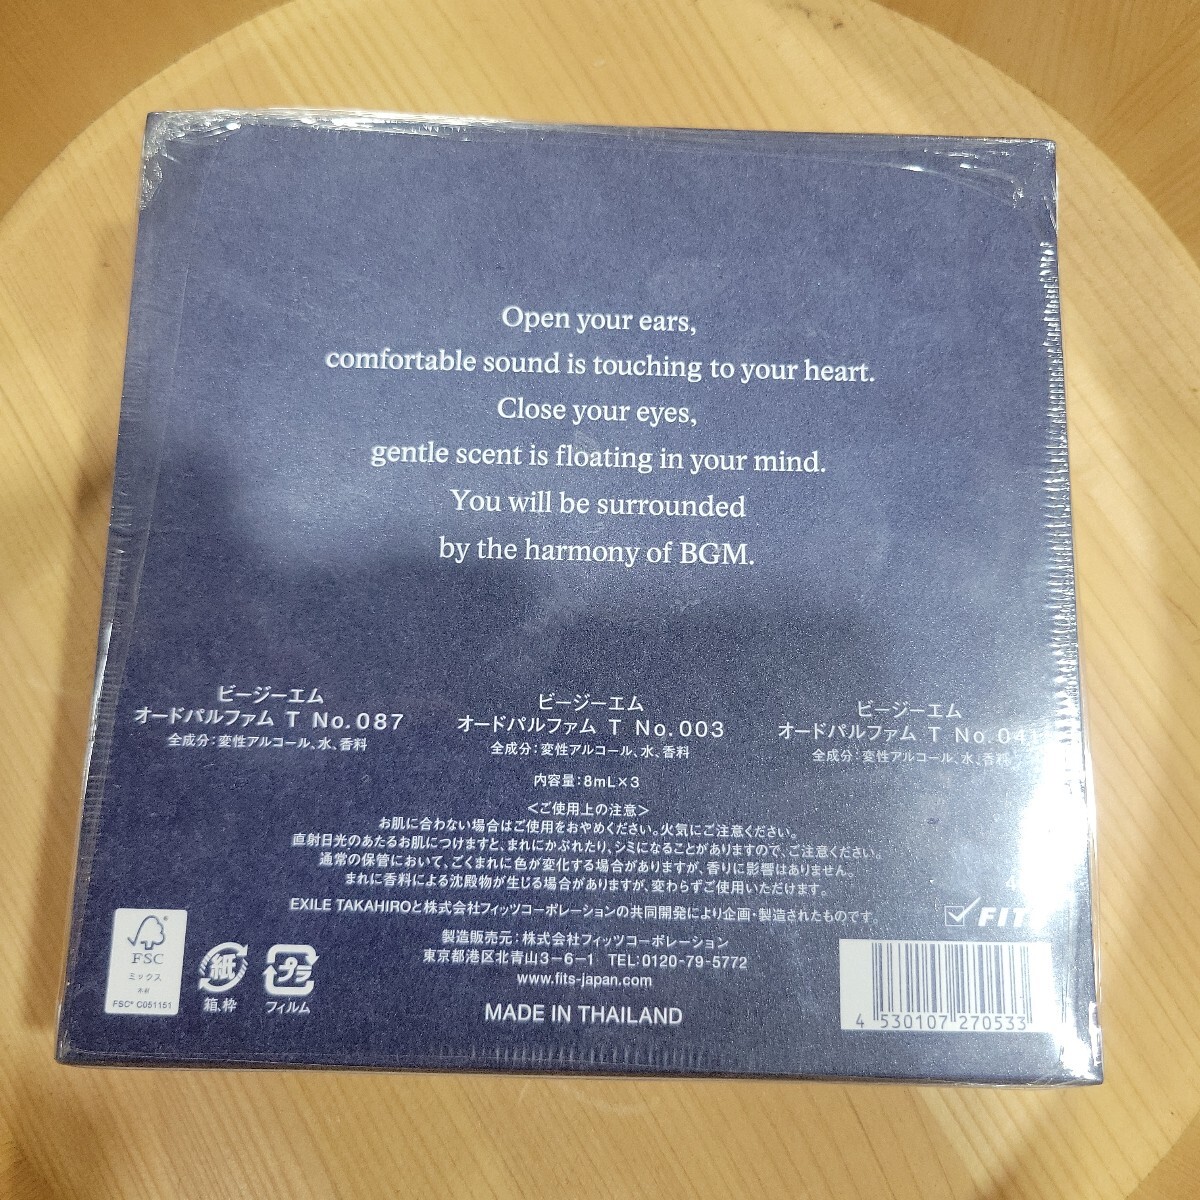 Open your ears,
comfortable sound is touching to your heart.
Close your eyes,
gentle scent is floating in your mind.
You will be surrounded
by the harmony of BGM.
ビージーエム
オードパルファム T No.087
全成分:変性アルコール、水、香料
ビージーエム
オードパルファム T No.003
全成分:変性アルコール、水、香料
ビージーエム
オードパルファム T
全成分:変性アルコール、水、香料
内容量:8mL×3
<ご使用上の注意>
お肌に合わない場合はご使用をおやめください。火気にご注意ください。
直射日光のあたるお肌につけますと、まれにかぶれたり、シミになることがありますので、ご注意ください。
通常の保管において、ごくまれに色が変化する場合がありますが、香りに影響はありません。
まれに香料による沈殿物が生じる場合がありますが、変わらずご使用いただけます。
EXILE TAKAHIROと株式会社フィッツコーポレーションの共同開発により企画・製造されたものです。
製造販売元:株式会社フィッツコーポレーション
東京都港区北青山3-6-1 TEL:0120-79-5772
www.fits-japan.com
MADE IN THAILAND
FSC
ミックス
FSC® C051151
紙
箱、枠
プラ
フィルム
FITS
4 530107 270533